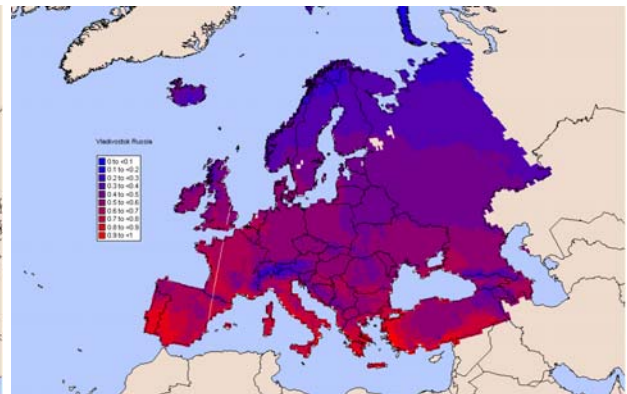 Vladivostok Russia
0 to <0.1
0.1 to <0.2
0.2 to <0.3
0.3 to <0.4
0.4 to <0.5
0.5 to <0.6
0.6 to <0.7
0.7 to <0.8
0.8 to <0.9
0.9 to <1